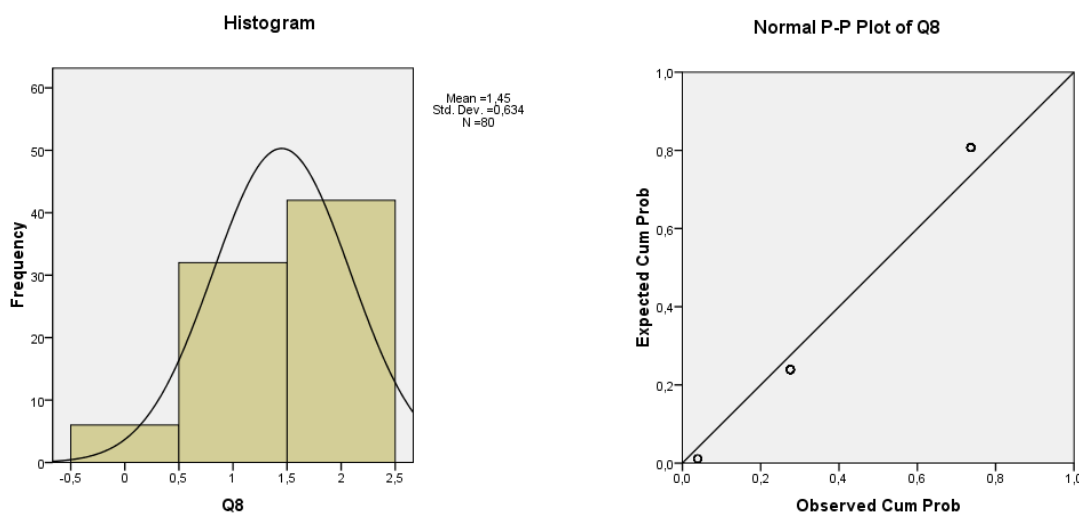 Histogram
60
50
40
30
20
10
0
Frequency
-0,5
0
0,5
1
1,5
2
2,5
Q8
Mean =1,45
Std. Dev. =0,634
N =80
Normal P-P Plot of Q8
1,0
0,8
0,6
0,4
0,2
0,0
Expected Cum Prob
0,0
0,2
0,4
0,6
0,8
1,0
Observed Cum Prob